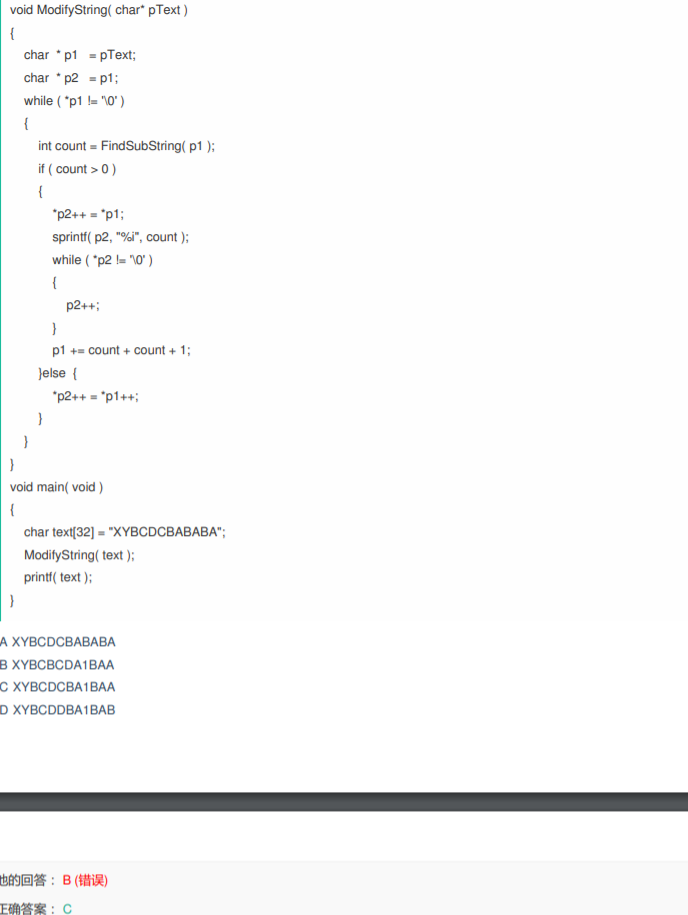 void ModifyString( char* pText )
{
char * p1 = pText;
char * p2 = p1;
while ( *p1 != '\0' )
{
int count = FindSubString( p1 );
if ( count > 0 )
{
*p2++ = *p1;
sprintf( p2, "%i", count );
while ( *p2 != '\0' )
{
p2++;
}
p1 += count + count + 1;
}else {
*p2++ = *p1++;
}
}
}
void main( void )
{
char text[32] = "XYBCDCBABABA";
ModifyString( text );
printf( text );
}
A XYBCDCBABABA
B XYBCBCDA1BAA
C XYBCDCBA1BAA
D XYBCDDBA1BAB
他的回答： B (错误)
正确答案： C